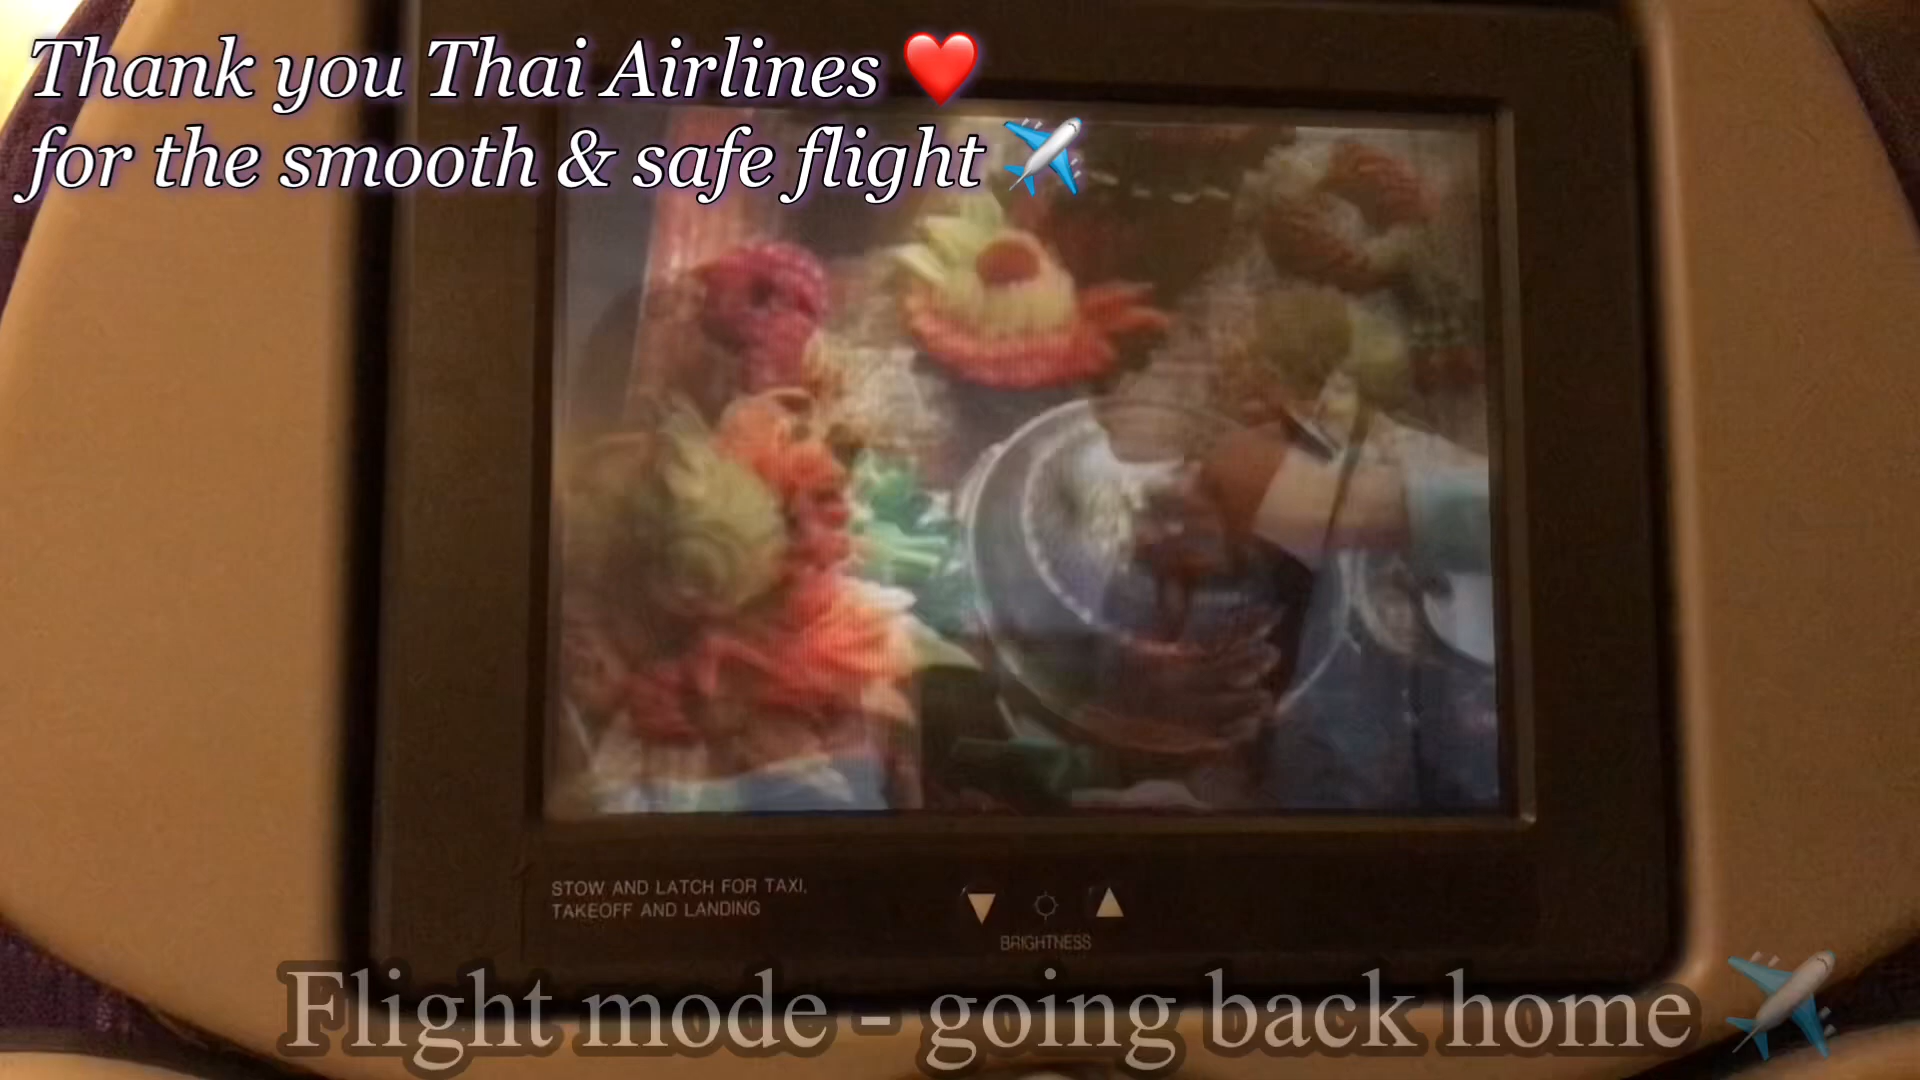 Thank you Thai Airlines ❤️
for the smooth & safe flight ✈️
STOW AND LATCH FOR TAXI,
TAKEOFF AND LANDING
BRIGHTNESS
Flight mode - going back home ✈️